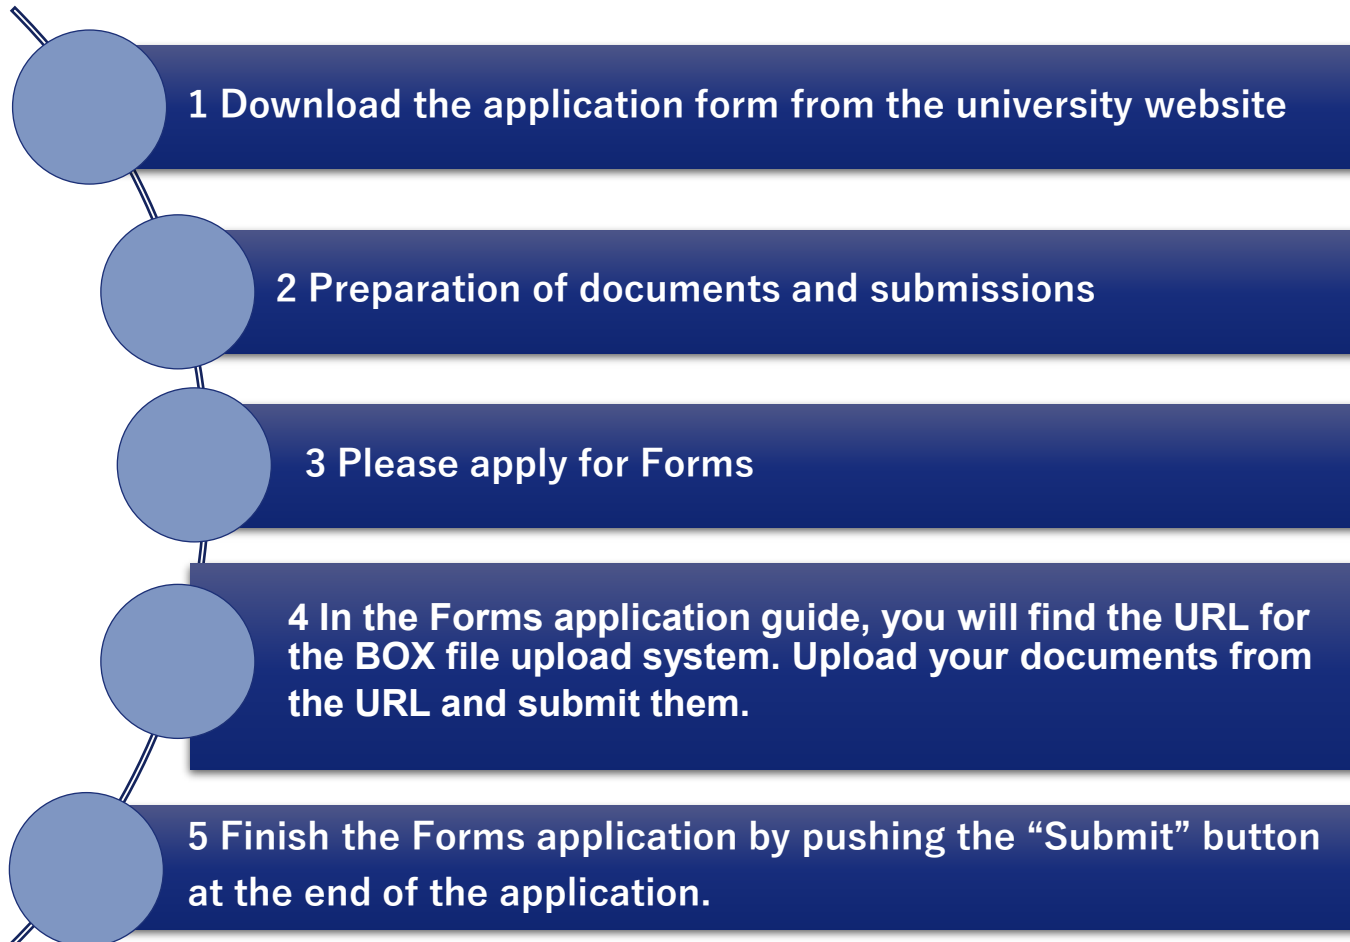 1 Download the application form from the university website
2 Preparation of documents and submissions
3 Please apply for Forms
4 In the Forms application guide, you will find the URL for
the BOX file upload system. Upload your documents from
the URL and submit them.
5 Finish the Forms application by pushing the “Submit” button
at the end of the application.